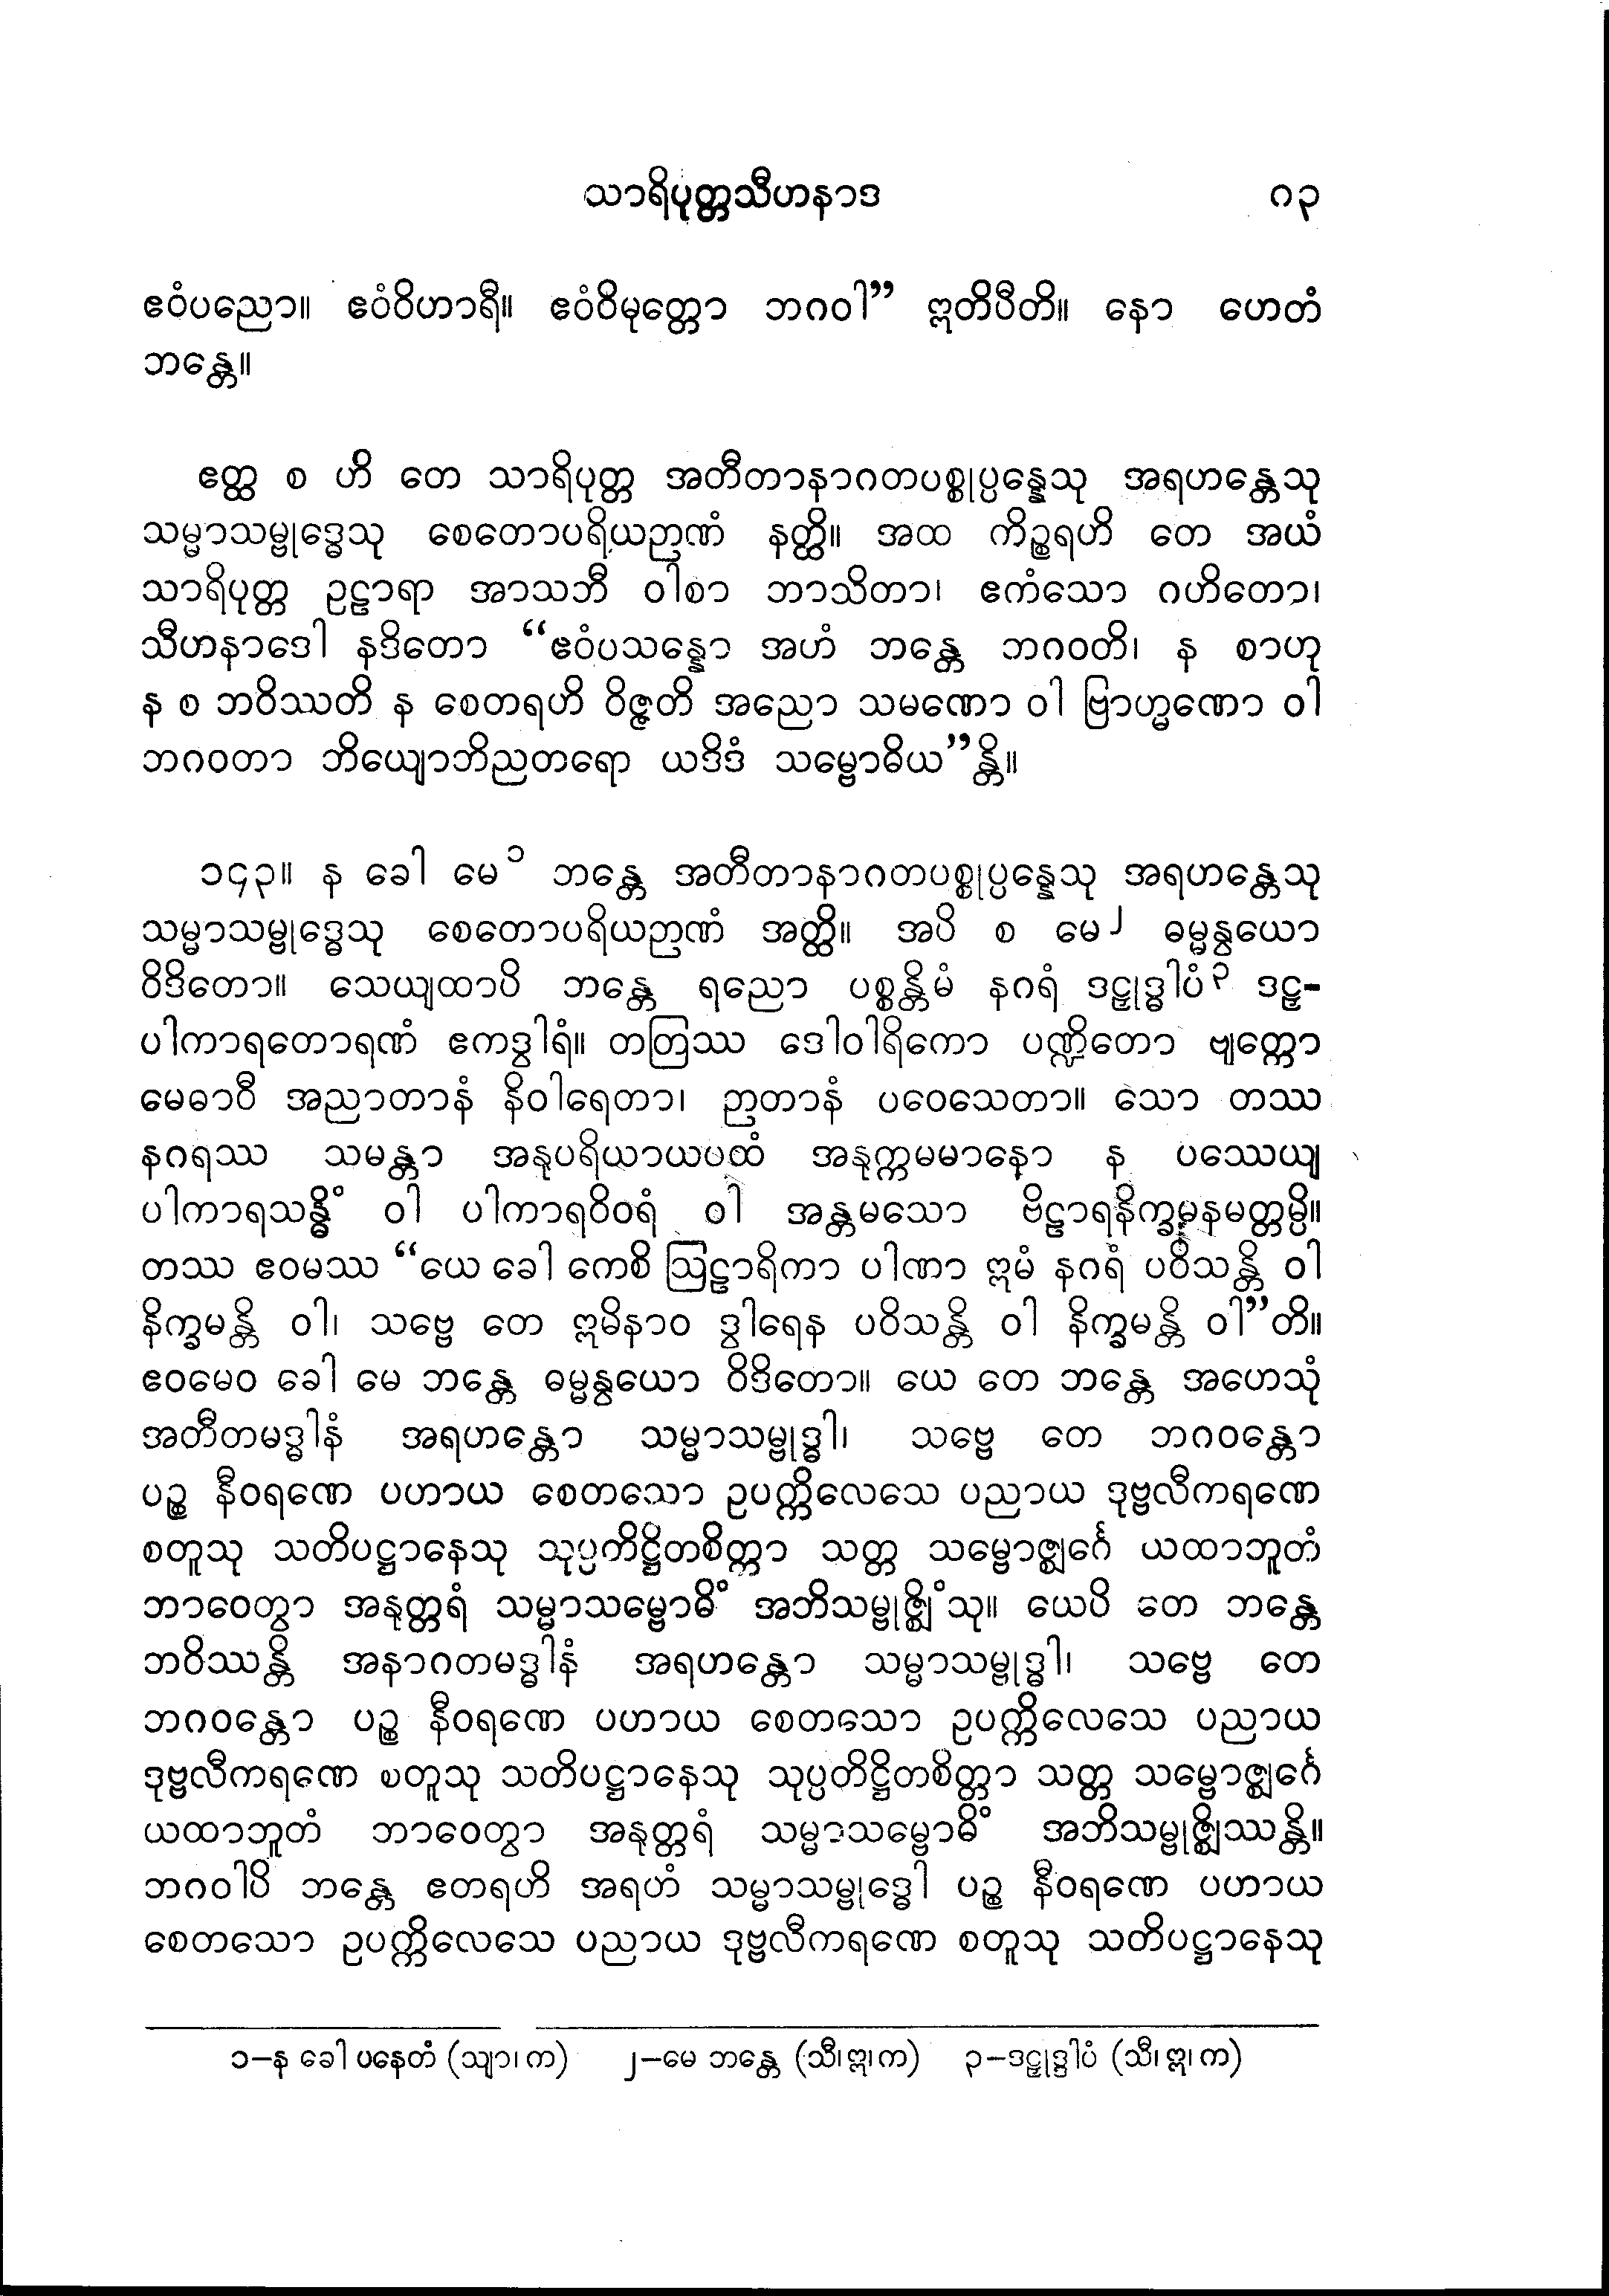 သာရိပုတ္တသီဟနာဒ ၈၃
ဧဝံပညော။ ဧဝံဝိဟာရီ။ ဧဝံဝိမုတ္တော ဘဂဝါ” ဣတိပီတိ။ နော ဟေတံ
ဘန္တေ။
ဧတ္ထ စ ဟိ တေ သာရိပုတ္တ အတီတာနာဂတပစ္စုပ္ပန္နေသု အရဟန္တေသု
သမ္မာသမ္ဗုဒ္ဓေသု စေတောပရိယဉာဏံ နတ္ထိ။ အထ ကိဉ္စရဟိ တေ အယံ
သာရိပုတ္တ ဥဠာရာ အာသဘီ ဝါစာ ဘာသိတာ၊ ဧကံသော ဂဟိတော၊
သီဟနာဒေါ နဒိတော “ဧဝံပသန္နော အဟံ ဘန္တေ ဘဂဝတိ၊ န စာဟု
န စ ဘဝိဿတိ န စေတရဟိ ဝိဇ္ဇတိ အညော သမဏော ဝါ ဗြာဟ္မဏော ဝါ
ဘဂဝတာ ဘိယျောဘိညတရော ယဒိဒံ သမ္ဗောဓိယ”န္တိ။
၁၄၃။ န ခေါ မေ၁ ဘန္တေ အတီတာနာဂတပစ္စုပ္ပန္နေသု အရဟန္တေသု
သမ္မာသမ္ဗုဒ္ဓေသု စေတောပရိယဉာဏံ အတ္ထိ။ အပိ စ မေ၂ ဓမ္မန္വယော
ဝိဒိတော။ သေယျထာပိ ဘန္တေ ရညော ပစ္စန္တိမံ နဂရံ ဒဠှုဒ္ဓါပံ၃ ဒဠှ-
ပါကာရတောရဏံ ဧကဒွါရံ။ တတြဿ ဒေါဝါရိကော ပဏ္ဍိတော ဗျတ္တော
မေဓာဝီ အညာတာနံ နိဝါရေတာ၊ ဉာတာနံ ပဝေသေတာ။ သော တဿ
နဂရဿ သမန္တာ အနုပရိယာယပထံ အနုက္ကမမာနော န ပဿေယျ
ပါကာရသန္ဓိံ ဝါ ပါကာရဝိဝရံ ဝါ အန္တမသော ဗိဠာရနိက္ခမနမတ္တမ္ပိ။
တဿ ဧဝမဿ “ယေ ခေါ ကေစိ ဩဠာရိကာ ပါဏာ ဣမံ နဂရံ ပဝိသန္တိ ဝါ
နိက္ခမန္တိ ဝါ၊ သဗ္ဗေ တေ ဣမိနာဝ ဒွါရေန ပဝိသန္တိ ဝါ နိက္ခမန္တိ ဝါ”တိ။
ဧဝမေဝ ခေါ မေ ဘန္တေ ဓမ္မန္ွယော ဝိဒိတော။ ယေ တေ ဘန္တေ အဟေသုံ
အတီတမဒ္ဓါနံ အရဟန္တော သမ္မာသမ္ဗုဒ္ဓါ၊ သဗ္ဗေ တေ ဘဂဝန္တော
ပဉ္စ နီဝရဏေ ပဟာယ စေတသော ဥပက္ကိလေသေ ပညာယ ဒုဗ္ဗလီကရဏေ
စတူသု သတိပဋ္ဌာနေသု သုပ္ပတိဋ္ဌိတစိတ္တာ သတ္တ သမ္ဗောဇ္ဈင်္ဂေ ယထာဘူတံ
ဘာဝေတွာ အနုတ္တရံ သမ္မာသမ္ဗောဓိံ အဘိသမ္ဗုဇ္ဈိံသု။ ယေပိ တေ ဘန္တေ
ဘဝိဿန္တိ အနာဂတမဒ္ဓါနံ အရဟန္တော သမ္မာသမ္ဗုဒ္ဓါ၊ သဗ္ဗေ တေ
ဘဂဝန္တော ပဉ္စ နီဝရဏေ ပဟာယ စေတသော ဥပက္ကိလေသေ ပညာယ
ဒုဗ္ဗလီကရဏေ စတူသု သတိပဋ္ဌာနေသု သုပ္ပတိဋ္ဌိတစိတ္တာ သတ္တ သမ္ဗောဇ္ဈင်္ဂေ
ယထာဘူတံ ဘာဝေတွာ အနုတ္တရံ သမ္မာသမ္ဗောဓိံ အဘိသမ္ဗုဇ္ဈိဿန္တိ။
ဘဂဝါပိ ဘန္တေ ဧတရဟိ အရဟံ သမ္မာသမ္ဗုဒ္ဓေါ ပဉ္စ နီဝရဏေ ပဟာယ
စေတသော ဥပက္ကိလေသေ ပညာယ ဒုဗ္ဗလီကရဏေ စတူသု သတိပဋ္ဌာနေသု
၁–န ခေါ ပနေတံ (သျာ၊ က) ၂–မေ ဘန္တေ (သီ၊ ဣ၊ က) ၃–ဒဠှုဒ္ဒါပံ (သီ၊ ဣ၊ က)